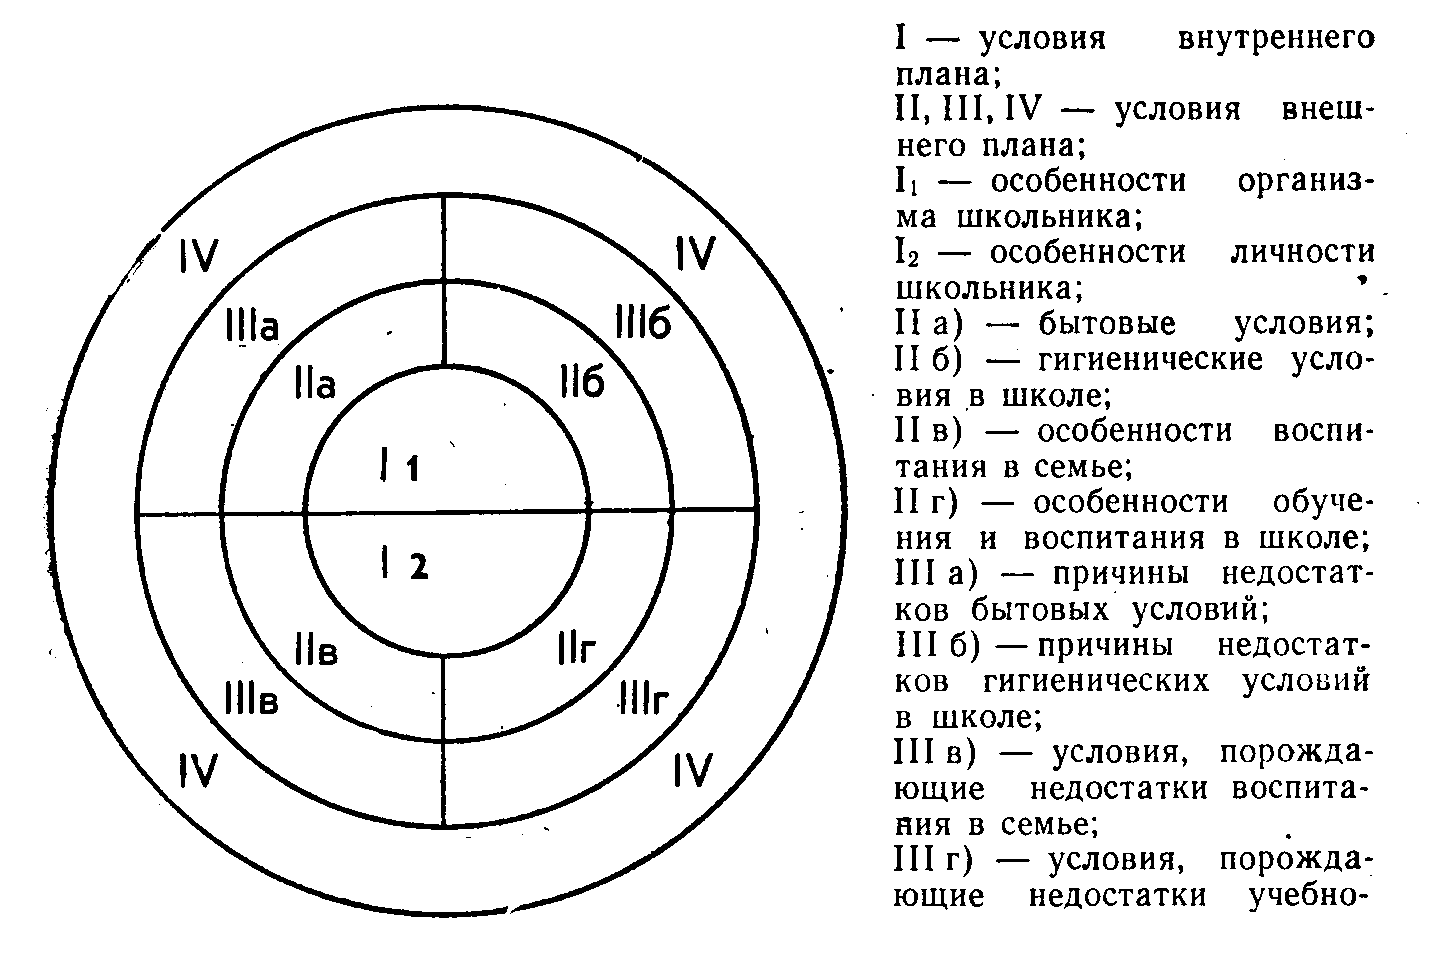 IV
IV
IIIа
IIIб
IIа
IIб
I 1
I 2
IIв
IIг
IIIв
IIIг
IV
IV
I — условия внутреннего
плана;
II, III, IV — условия внеш-
него плана;
I₁ — особенности организ-
ма школьника;
I₂ — особенности личности
школьника;
II а) — бытовые условия;
II б) — гигиенические усло-
вия в школе;
II в) — особенности воспи-
тания в семье;
II г) — особенности обуче-
ния и воспитания в школе;
III а) — причины недостат-
ков бытовых условий;
III б) — причины недостат-
ков гигиенических условий
в школе;
III в) — условия, порожда-
ющие недостатки воспита-
ния в семье;
III г) — условия, порожда-
ющие недостатки учебно-